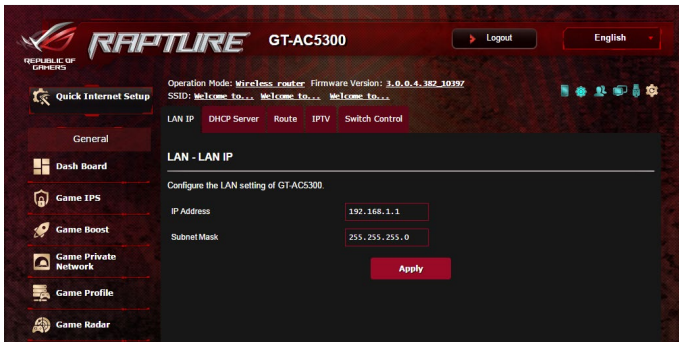 REPUBLIC OF
GAMERS
RAPTURE GT-AC5300 Logout English
Operation Mode: Wireless router Firmware Version: 3.0.0.4.382_10397
SSID: Welcome to... Welcome to... Welcome to...
Quick Internet Setup
LAN IP DHCP Server Route IPTV Switch Control
General
Dash Board
Game IPS
Game Boost
Game Private
Network
Game Profile
Game Radar
LAN - LAN IP
Configure the LAN setting of GT-AC5300.
IP Address 192.168.1.1
Subnet Mask 255.255.255.0
Apply